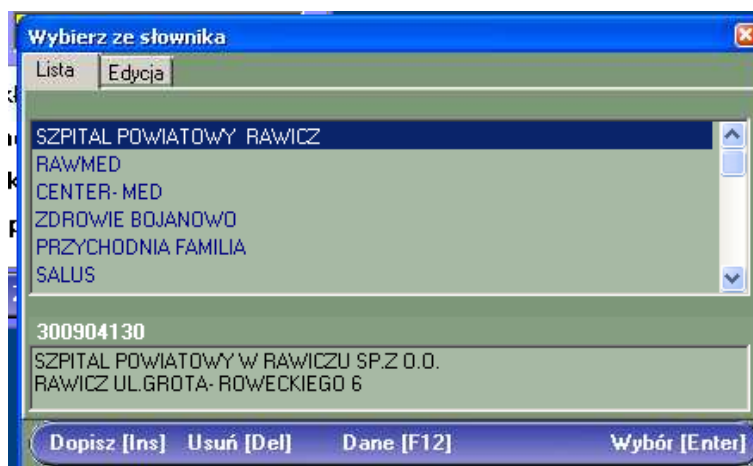 Wybierz ze słownika
Lista Edycja
SZPITAL POWIATOWY RAWICZ
RAWMED
CENTER- MED
ZDROWIE BOJANOWO
PRZYCHODNIA FAMILIA
SALUS
300904130
SZPITAL POWIATOWY W RAWICZU SP.Z O.O.
RAWICZ UL.GROTA- ROWECKIEGO 6
Dopisz [Ins] Usuń [Del] Dane [F12] Wybór [Enter]